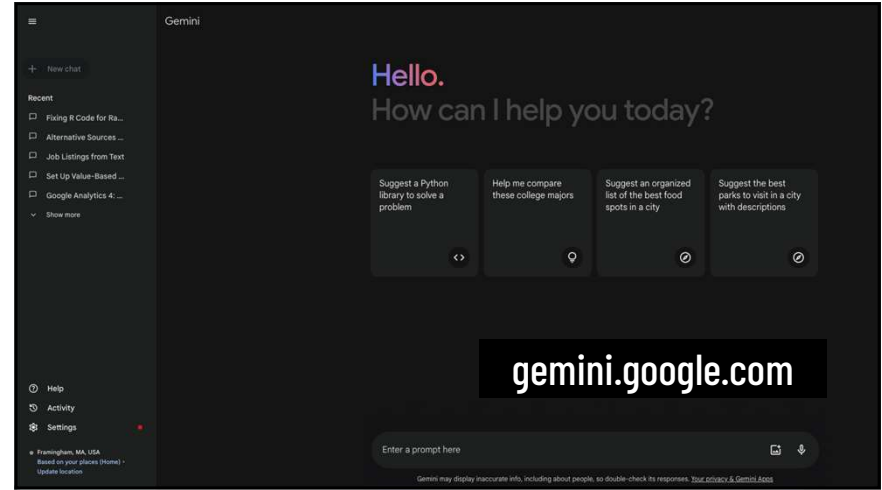 Gemini
New chat
Recent
Fixing R Code for Ra...
Alternative Sources ...
Job Listings from Text
Set Up Value-Based ...
Google Analytics 4: ...
Show more
Help
Activity
Settings
Framingham, MA, USA
Based on your places (Home) •
Update location
Hello.
How can I help you today?
Suggest a Python
library to solve a
problem
Help me compare
these college majors
Suggest an organized
list of the best food
spots in a city
Suggest the best
parks to visit in a city
with descriptions
gemini.google.com
Enter a prompt here
Gemini may display inaccurate info, including about people, so double-check its responses. Your privacy & Gemini Apps